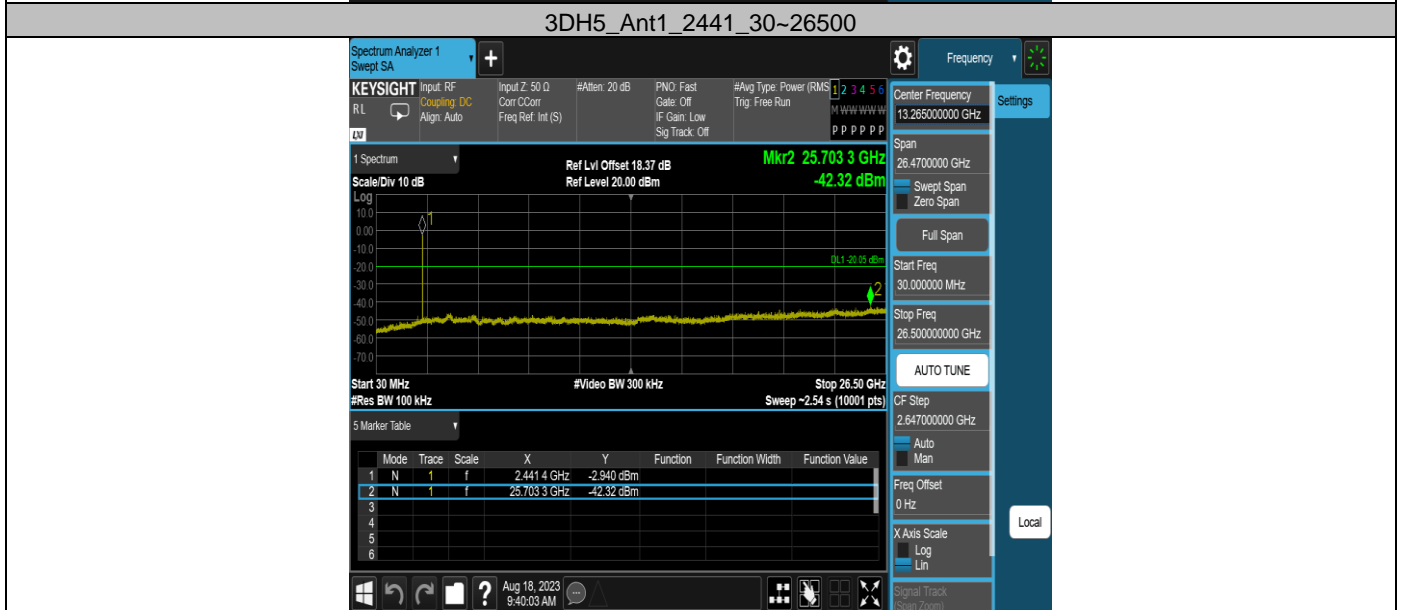 3DH5_Ant1_2441_30~26500
Spectrum Analyzer 1
Swept SA
Frequency
KEYSIGHT
RL
LXI
Input: RF
Coupling: DC
Align: Auto
Input Z: 50 Ω
Corr CCorr
Freq Ref: Int (S)
#Atten: 20 dB
PNO: Fast
Gate: Off
IF Gain: Low
Sig Track: Off
#Avg Type: Power (RMS
Trig: Free Run
1 2 3 4 5 6
M W W W W W
P P P P P P
1 Spectrum
Scale/Div 10 dB
Ref Lvl Offset 18.37 dB
Ref Level 20.00 dBm
Mkr2 25.703 3 GHz
-42.32 dBm
Log
10.0
0.00
-10.0
-20.0
-30.0
-40.0
-50.0
-60.0
-70.0
1
DL1 -20.05 dBm
2
Start 30 MHz
#Video BW 300 kHz
Stop 26.50 GHz
#Res BW 100 kHz
Sweep ~2.54 s (10001 pts)
5 Marker Table
Mode Trace Scale X Y Function Function Width Function Value
1 N 1 f 2.441 4 GHz -2.940 dBm
2 N 1 f 25.703 3 GHz -42.32 dBm
3
4
5
6
Aug 18, 2023
9:40:03 AM
Center Frequency
13.265000000 GHz
Settings
Span
26.4700000 GHz
Swept Span
Zero Span
Full Span
Start Freq
30.000000 MHz
Stop Freq
26.500000000 GHz
AUTO TUNE
CF Step
2.647000000 GHz
Auto
Man
Freq Offset
0 Hz
X Axis Scale
Log
Lin
Local
Signal Track
(Span Zoom)